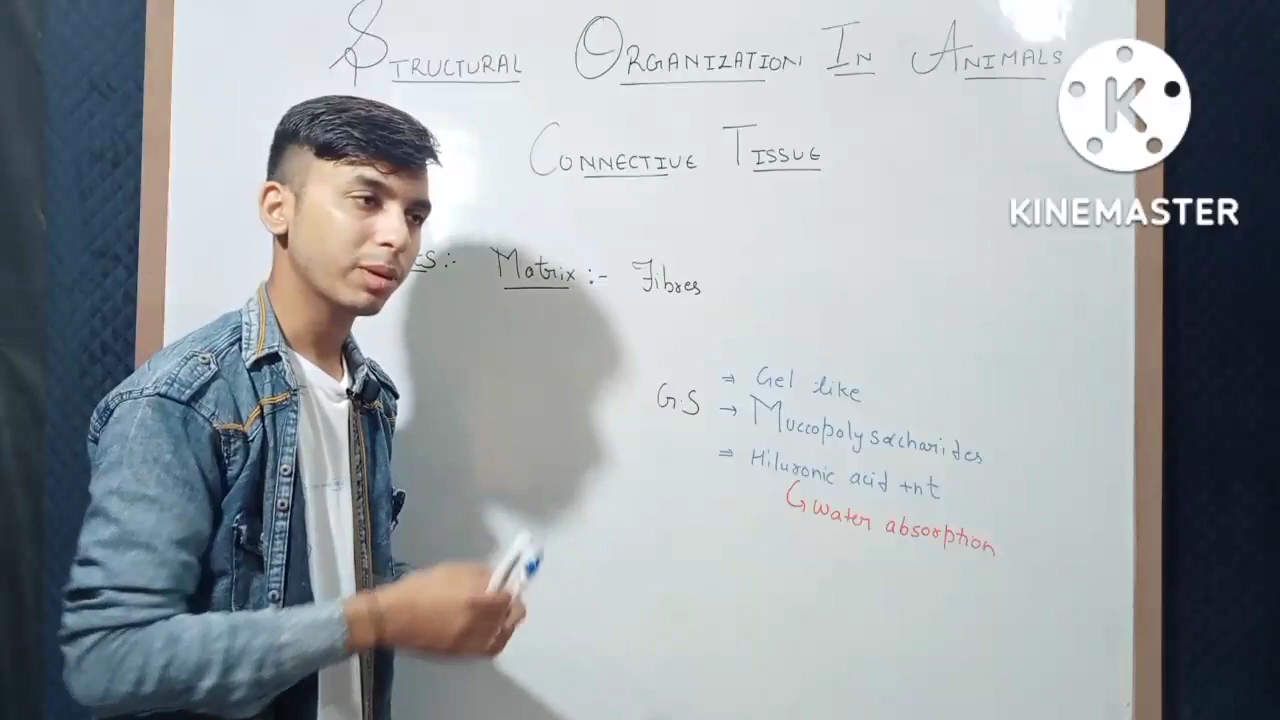 STRUCTURAL ORGANIZATION IN ANIMALS
CONNECTIVE TISSUE
Matrix :- Fibres
G.S ⇒ Gel like
→ Muccopolysaccharides
⇒ Hiluronic acid +nt
↳ water absorption
K
KINEMASTER